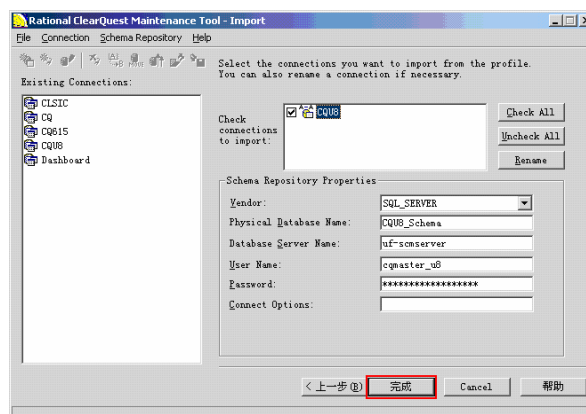 Rational ClearQuest Maintenance Tool - Import
File Connection Schema Repository Help
Select the connections you want to import from the profile.
You can also rename a connection if necessary.
Existing Connections:
CLSIC
CQ
CQ615
CQU8
Dashboard
Check connections to import:
CQU8
Check All
Uncheck All
Rename
Schema Repository Properties
Vendor: SQL_SERVER
Physical Database Name: CQU8_Schema
Database Server Name: uf-scmserver
User Name: cqmaster_u8
Password: ******************
Connect Options:
< 上一步(B) 完成 Cancel 帮助